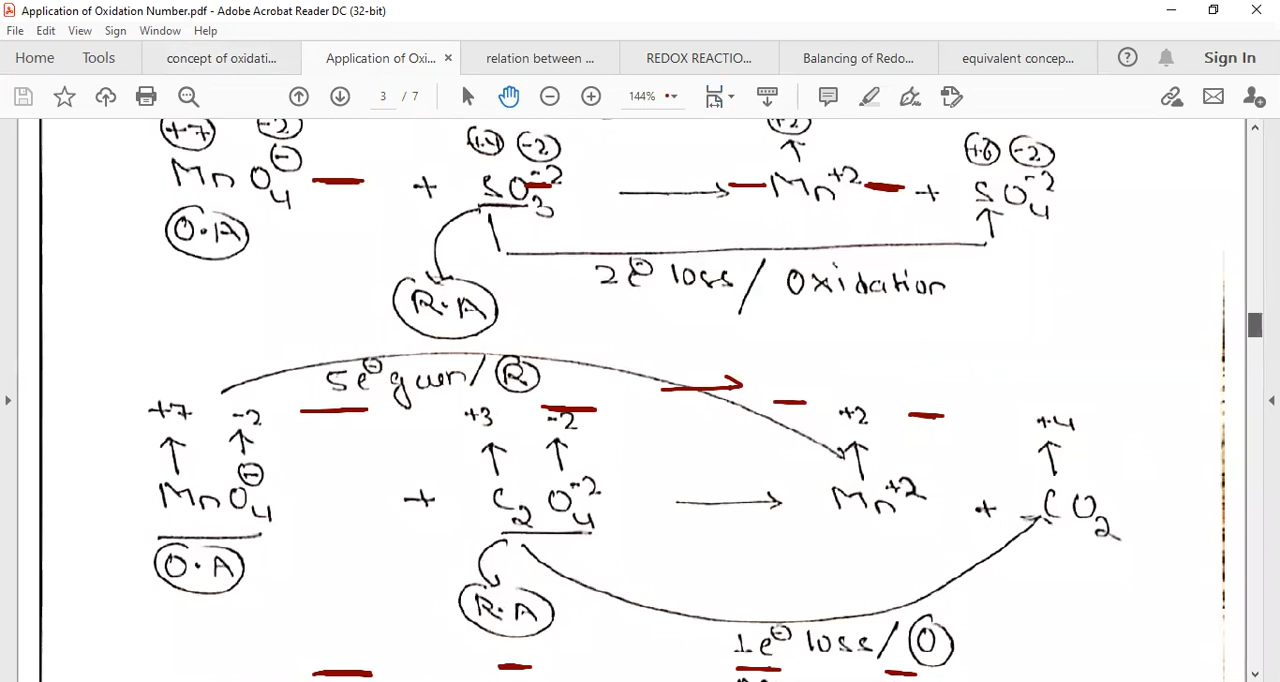 Application of Oxidation Number.pdf - Adobe Acrobat Reader DC (32-bit)
File Edit View Sign Window Help
Home Tools concept of oxidati... Application of Oxi... × relation between ... REDOX REACTIO... Balancing of Redo... equivalent concep... Sign In
3 / 7 144%
+7 -2 +4 -2 +2 +6 -2
MnO4⊖ + SO3-2 → Mn+2 + SO4-2
O.A
2e⊖ loss / Oxidation
R.A
5e⊖ gain / R
+7 -2 +3 -2 +2 +4
MnO4⊖ + C2O4-2 → Mn+2 + CO2
O.A
R.A
1e⊖ loss / O